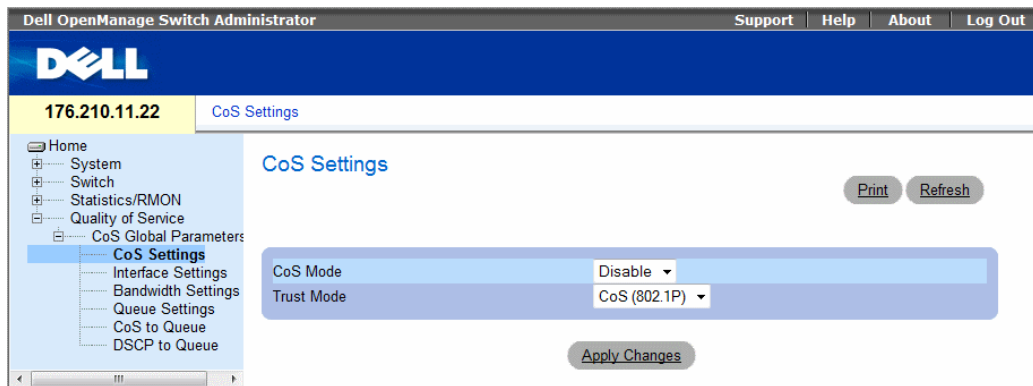 Dell OpenManage Switch Administrator
Support | Help | About | Log Out
DELL
176.210.11.22
CoS Settings
Home
System
Switch
Statistics/RMON
Quality of Service
CoS Global Parameters
CoS Settings
Interface Settings
Bandwidth Settings
Queue Settings
CoS to Queue
DSCP to Queue
CoS Settings
Print
Refresh
CoS Mode Disable
Trust Mode CoS (802.1P)
Apply Changes